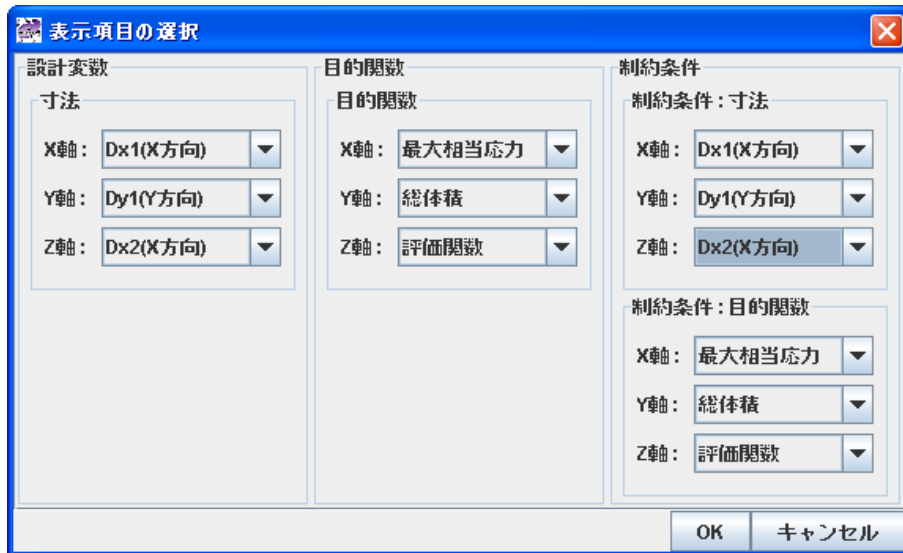 表示項目の選択
設計変数
寸法
X軸： Dx1(X方向)
Y軸： Dy1(Y方向)
Z軸： Dx2(X方向)
目的関数
目的関数
X軸： 最大相当応力
Y軸： 総体積
Z軸： 評価関数
制約条件
制約条件：寸法
X軸： Dx1(X方向)
Y軸： Dy1(Y方向)
Z軸： Dx2(X方向)
制約条件：目的関数
X軸： 最大相当応力
Y軸： 総体積
Z軸： 評価関数
OK
キャンセル